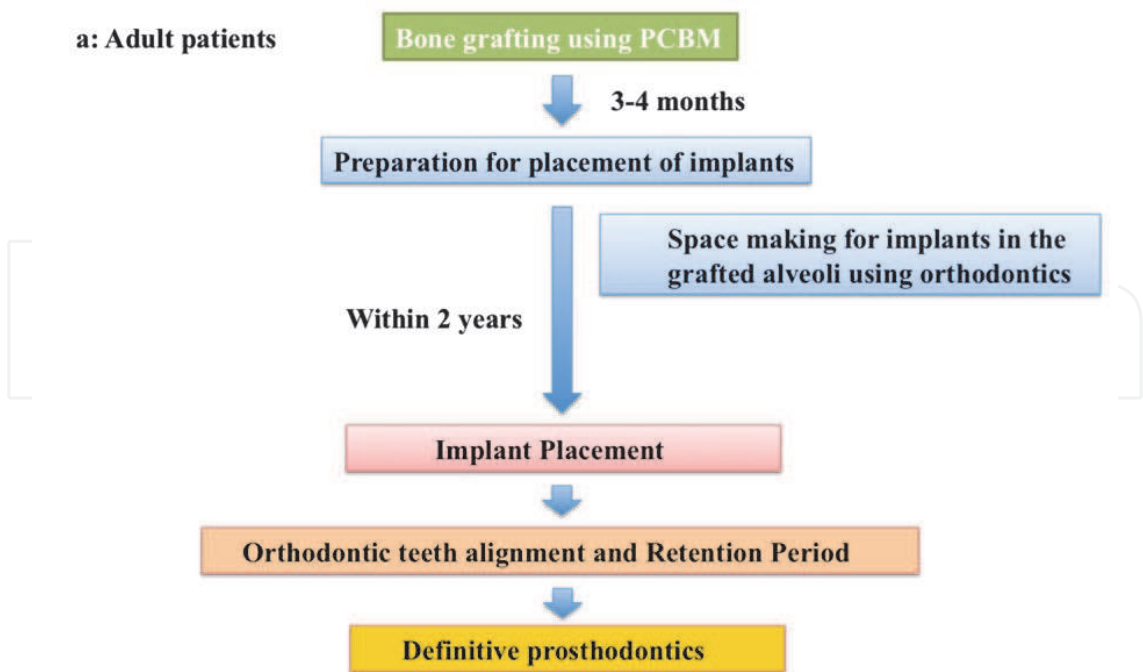 a: Adult patients
Bone grafting using PCBM
3-4 months
Preparation for placement of implants
Space making for implants in the
grafted alveoli using orthodontics
Within 2 years
Implant Placement
Orthodontic teeth alignment and Retention Period
Definitive prosthodontics